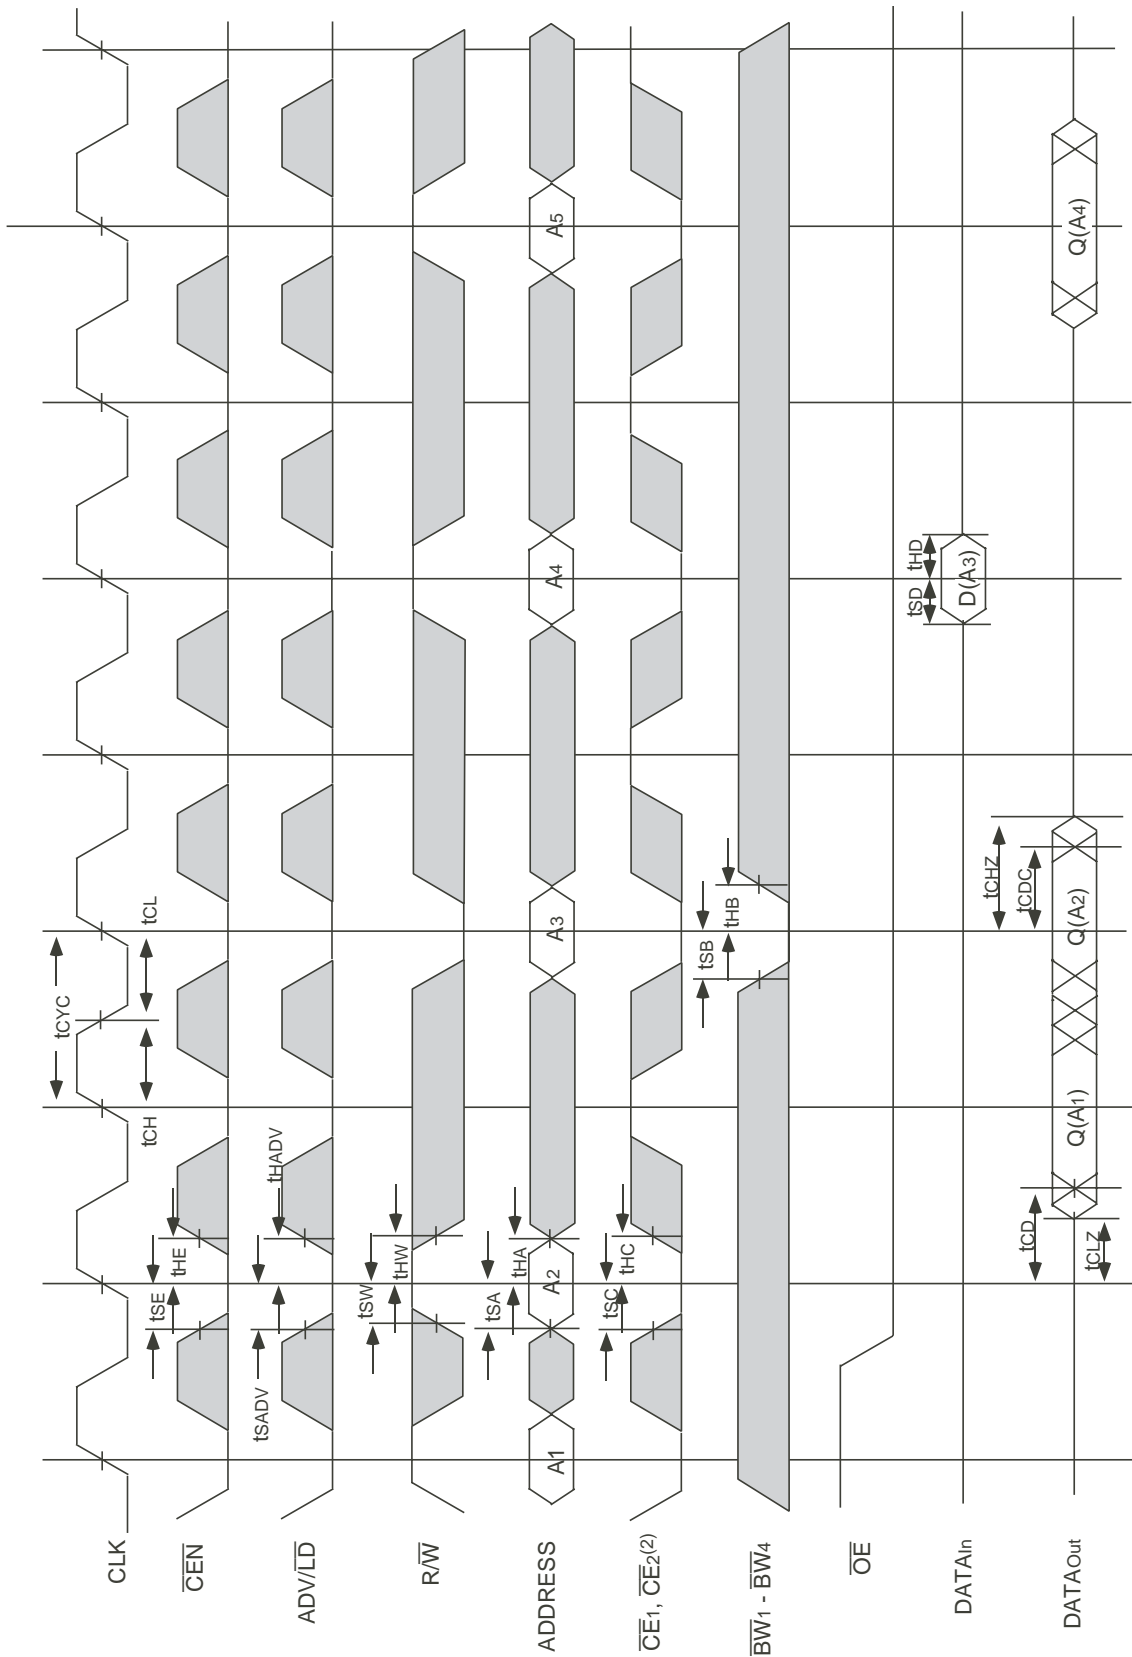 CLK
tCYC
tCH
tCL
CEN
tSE
tHE
ADV/LD
tSADV
tHADV
R/W
tSW
tHW
ADDRESS
A1
A2
A3
A4
A5
tSA
tHA
CE1, CE2(2)
tSC
tHC
BW1 - BW4
tSB
tHB
OE
DATAIn
tSD
tHD
D(A3)
DATAOut
tCD
tCLZ
Q(A1)
Q(A2)
tCHZ
tCDC
Q(A4)